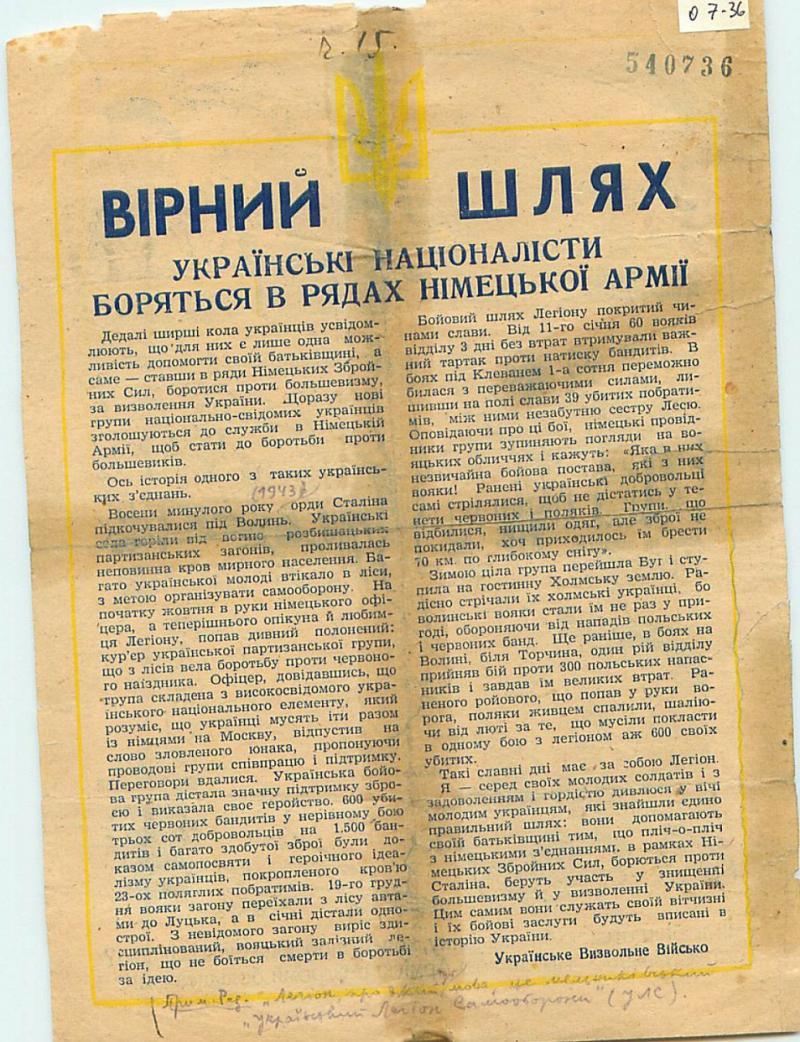 О 7-36
ч. 15.
540736
ВІРНИЙ ШЛЯХ
УКРАЇНСЬКІ НАЦІОНАЛІСТИ
БОРЯТЬСЯ В РЯДАХ НІМЕЦЬКОЇ АРМІЇ
Дедалі ширші кола українців усвідом-
люють, що для них є лише одна мож-
ливість допомогти своїй батьківщині, а
саме — ставши в ряди Німецьких Зброй-
них Сил, боротися проти большевизму,
за визволення України. Щоразу нові
групи національно-свідомих українців
зголошуються до служби в Німецькій
Армії, щоб стати до боротьби проти
большевиків.
Ось історія одного з таких українсь-
ких з'єднань.
(1943)
Восени минулого року орди Сталіна
підкочувалися під Волинь. Українські
села горіли від вогню розбишацьких
партизанських загонів, проливалась
неповинна кров мирного населення. Ба-
гато української молоді втікало в ліси,
з метою організувати самооборону. На
початку жовтня в руки німецького офі-
цера, а теперішнього опікуна й любим-
ця Легіону, попав дивний полонений:
кур'єр української партизанської групи,
що з лісів вела боротьбу проти червоно-
го наїздника. Офіцер, довідавшись, що
група складена з високосвідомого укра-
їнського національного елементу, який
розуміє, що українці мусять іти разом
із німцями на Москву, відпустив на
слово зловленого юнака, пропонуючи
проводові групи співпрацю і підтримку.
Переговори вдалися. Українська бойо-
ва група дістала значну підтримку збро-
єю і виказала своє геройство. 600 уби-
тих червоних бандитів у нерівному бою
трьох сот добровольців на 1.500 бан-
дитів і багато здобутої зброї були до-
казом самопосвяти і героїчного ідеа-
лізму українців, покропленого кров'ю
23-ох поляглих побратимів. 19-го груд-
ня вояки загону переїхали з лісу авта-
ми до Луцька, а в січні дістали одно-
строї. З невідомого загону виріс зди-
сциплінований, вояцький залізний ле-
гіон, що не боїться смерти в боротьбі
за ідею.
Бойовий шлях Легіону покритий чи-
нами слави. Від 11-го січня 60 вояків
відділу 3 дні без втрат втримували важ-
ний тартак проти натиску бандитів. В
боях під Клеванем 1-а сотня переможно
билася з переважаючими силами, ли-
шивши на полі слави 39 убитих побрати-
мів, між ними незабутню сестру Лесю.
Оповідаючи про ці бої, німецькі провід-
ники групи зупиняють погляди на во-
яцьких обличчях і кажуть: «Яка в них
незвичайна бойова постава, які з них
вояки! Ранені українські добровольці
самі стрілялися, щоб не дістатись у те-
нети червоних і поляків. Групи, що
відбилися, нищили одяг, але зброї не
покидали, хоч приходилось їм брести
70 км. по глибокому снігу».
Зимою ціла група перейшла Буг і сту-
пила на гостинну Холмську землю. Ра-
дісно стрічали їх холмські українці, бо
волинські вояки стали їм не раз у при-
годі, обороняючи від нападів польських
і червоних банд. Ще раніше, в боях на
Волині, біля Торчина, один рій відділу
прийняв бій проти 300 польських напас-
ників і завдав їм великих втрат. Ра-
неного ройового, що попав у руки во-
рога, поляки живцем спалили, шалію-
чи від люті за те, що мусіли покласти
в одному бою з легіоном аж 600 своїх
убитих.
Такі славні дні має за собою Легіон.
Я — серед своїх молодих солдатів і з
задоволенням і гордістю дивлюся у вічі
молодим українцям, які знайшли єдино
правильний шлях: вони допомагають
своїй батьківщині тим, що пліч-о-пліч
з німецькими з'єднаннями, в рамках Ні-
мецьких Збройних Сил, борються проти
Сталіна, беруть участь у знищенні
большевизму й у визволенні України.
Цим самим вони служать своїй вітчизні
і їх бойові заслуги будуть вписані в
історію України.
Українське Визвольне Військо
Прим. Ред. "Легіон про який тут мова це мельниківський
"Український Легіон Самооборони" (УЛС).